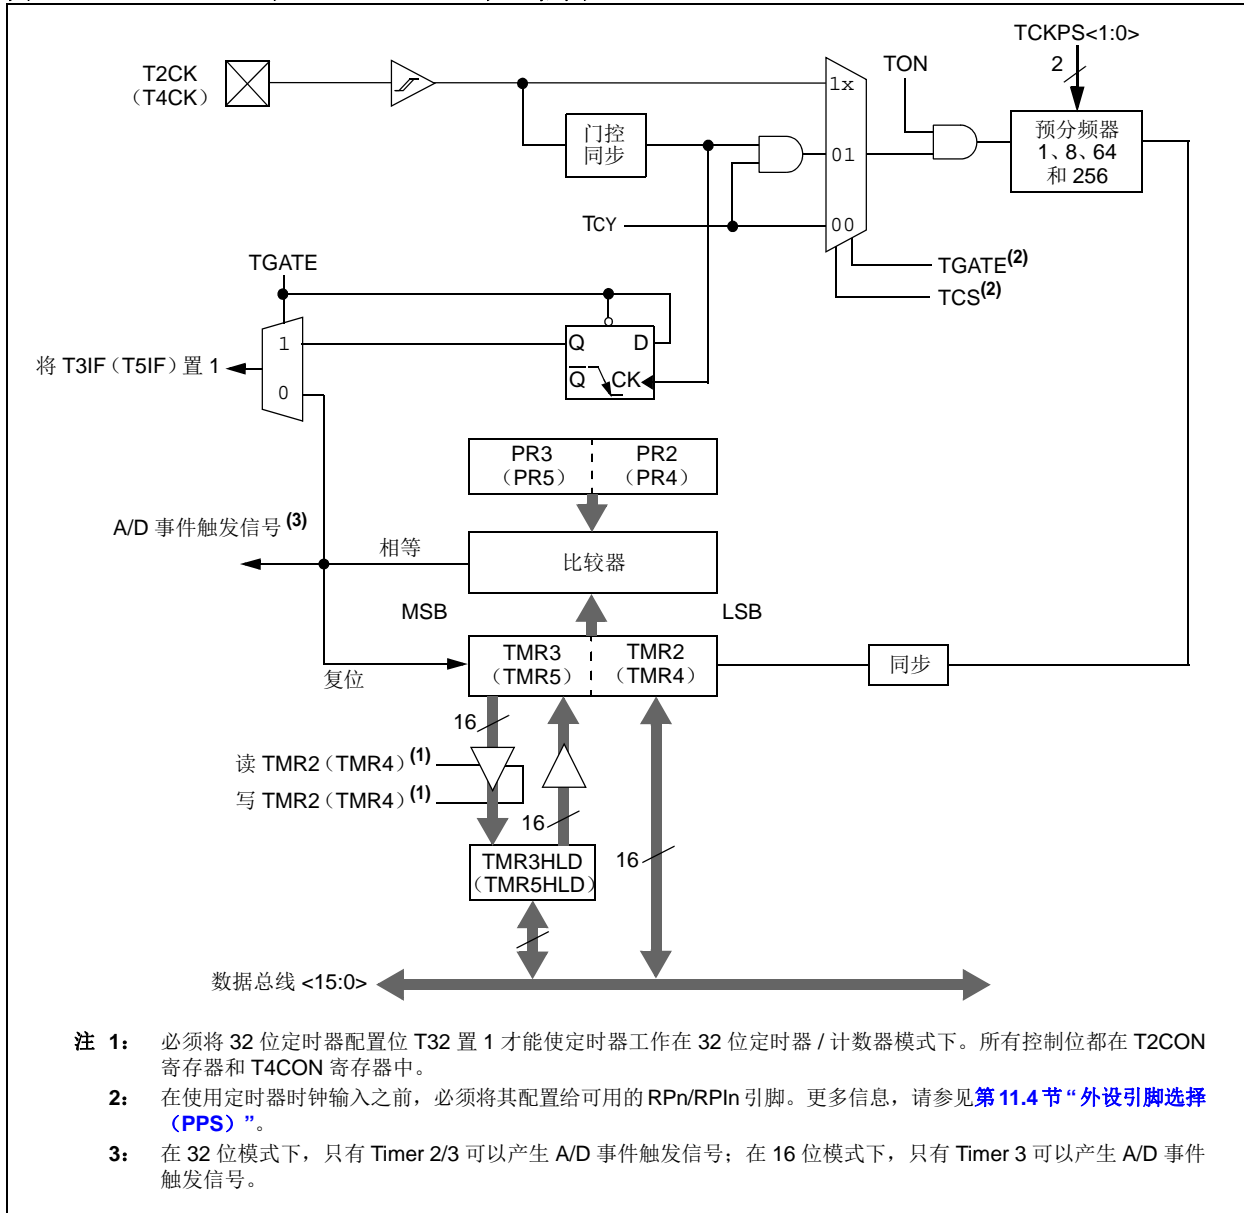 TCKPS<1:0>
2
T2CK
（T4CK）
TON
1x
门控
同步
01
预分频器
1、8、64
和 256
TCY
00
TGATE(2)
TCS(2)
TGATE
1
Q D
将 T3IF（T5IF）置 1
Q CK
0
PR3 PR2
（PR5） （PR4）
A/D 事件触发信号 (3)
相等
比较器
MSB LSB
TMR3 TMR2
（TMR5） （TMR4）
同步
复位
16
读 TMR2（TMR4）(1)
写 TMR2（TMR4）(1)
16
TMR3HLD
（TMR5HLD）
16
数据总线 <15:0>
注 1： 必须将 32 位定时器配置位 T32 置 1 才能使定时器工作在 32 位定时器 / 计数器模式下。所有控制位都在 T2CON
寄存器和 T4CON 寄存器中。
2： 在使用定时器时钟输入之前，必须将其配置给可用的 RPn/RPIn 引脚。更多信息，请参见第 11.4 节 “ 外设引脚选择
（PPS）”。
3： 在 32 位模式下，只有 Timer 2/3 可以产生 A/D 事件触发信号；在 16 位模式下，只有 Timer 3 可以产生 A/D 事件
触发信号。